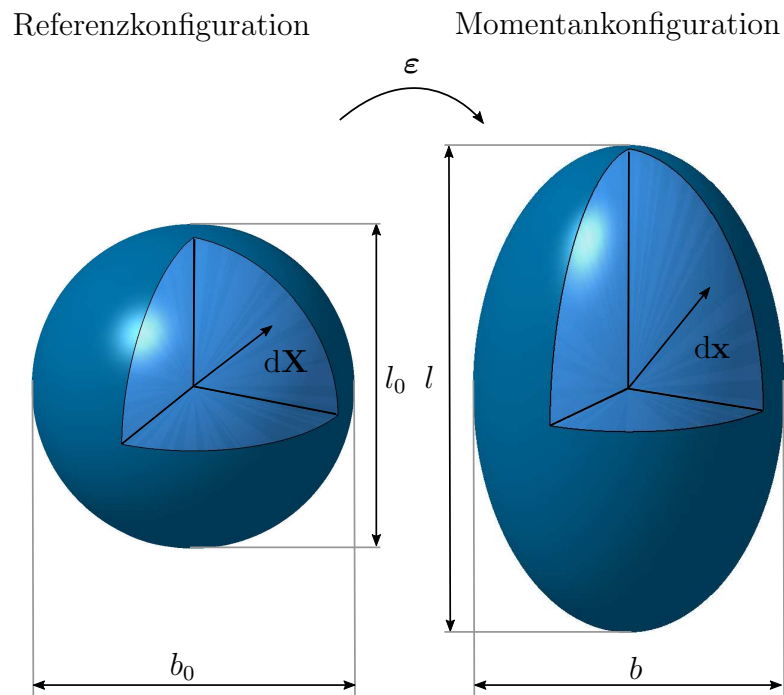 Referenzkonfiguration
Momentankonfiguration
ε
dX
l₀
l
dx
b₀
b